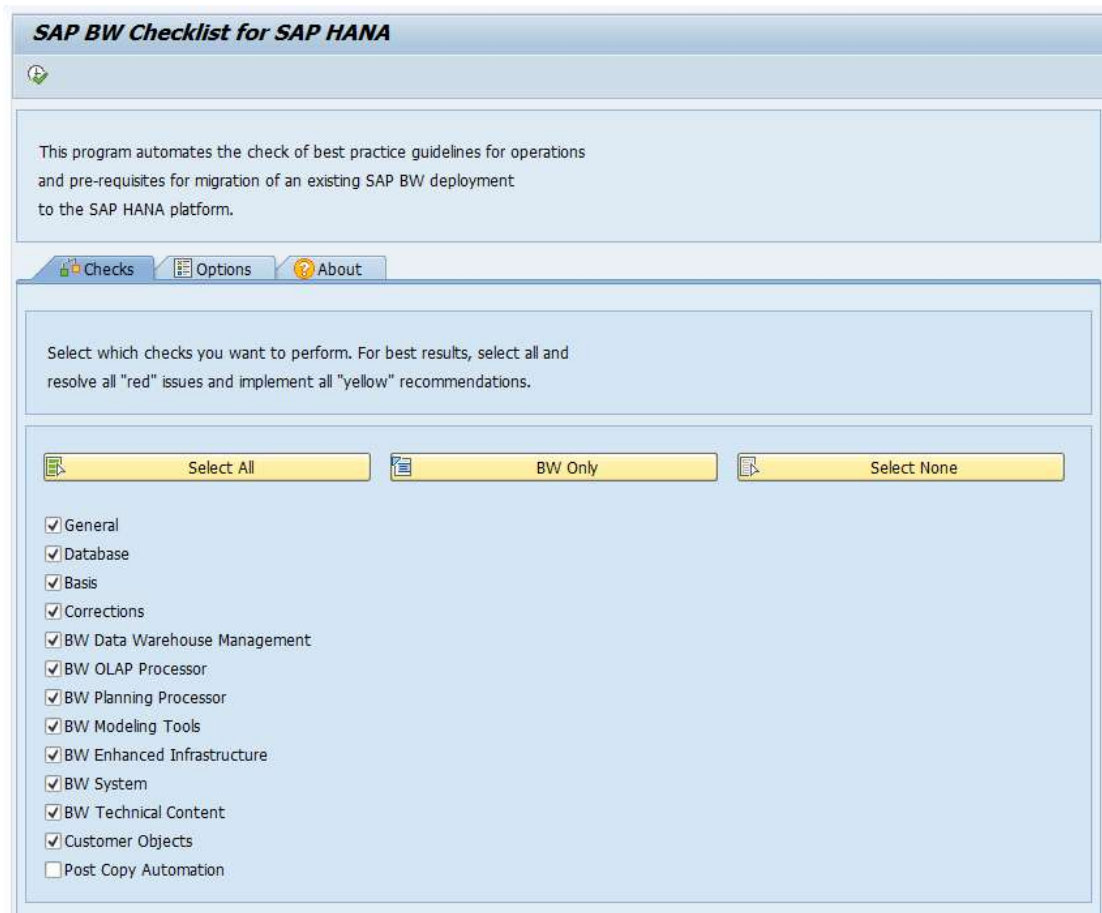 SAP BW Checklist for SAP HANA
This program automates the check of best practice guidelines for operations
and pre-requisites for migration of an existing SAP BW deployment
to the SAP HANA platform.
Checks Options About
Select which checks you want to perform. For best results, select all and
resolve all "red" issues and implement all "yellow" recommendations.
Select All BW Only Select None
General
Database
Basis
Corrections
BW Data Warehouse Management
BW OLAP Processor
BW Planning Processor
BW Modeling Tools
BW Enhanced Infrastructure
BW System
BW Technical Content
Customer Objects
Post Copy Automation